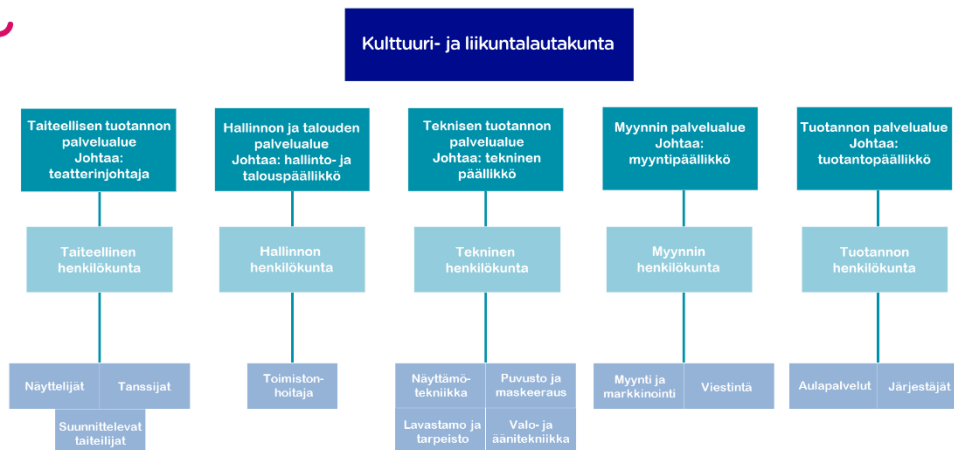 Kulttuuri- ja liikuntalautakunta
Taiteellisen tuotannon
palvelualue
Johtaa:
teatterinjohtaja
Hallinnon ja talouden
palvelualue
Johtaa: hallinto- ja
talouspäällikkö
Teknisen tuotannon
palvelualue
Johtaa: tekninen
päällikkö
Myynnin palvelualue
Johtaa:
myyntipäällikkö
Tuotannon palvelualue
Johtaa:
tuotantopäällikkö
Taiteellinen
henkilökunta
Hallinnon
henkilökunta
Tekninen
henkilökunta
Myynnin
henkilökunta
Tuotannon
henkilökunta
Näyttelijät
Tanssijat
Suunnittelevat
taiteilijat
Toimiston-
hoitaja
Näyttämö-
tekniikka
Puvusto ja
maskeeraus
Lavastamo ja
tarpeisto
Valo- ja
äänitekniikka
Myynti ja
markkinointi
Viestintä
Aulapalvelut
Järjestäjät